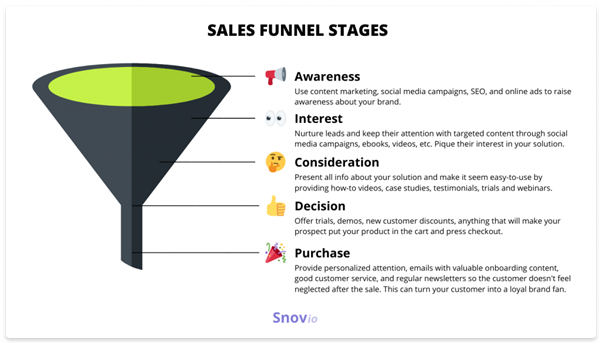 SALES FUNNEL STAGES
Awareness
Use content marketing, social media campaigns, SEO, and online ads to raise
awareness about your brand.
Interest
Nurture leads and keep their attention with targeted content through social
media campaigns, ebooks, videos, etc. Pique their interest in your solution.
Consideration
Present all info about your solution and make it seem easy-to-use by
providing how-to videos, case studies, testimonials, trials and webinars.
Decision
Offer trials, demos, new customer discounts, anything that will make your
prospect put your product in the cart and press checkout.
Purchase
Provide personalized attention, emails with valuable onboarding content,
good customer service, and regular newsletters so the customer doesn't feel
neglected after the sale. This can turn your customer into a loyal brand fan.
Snovio